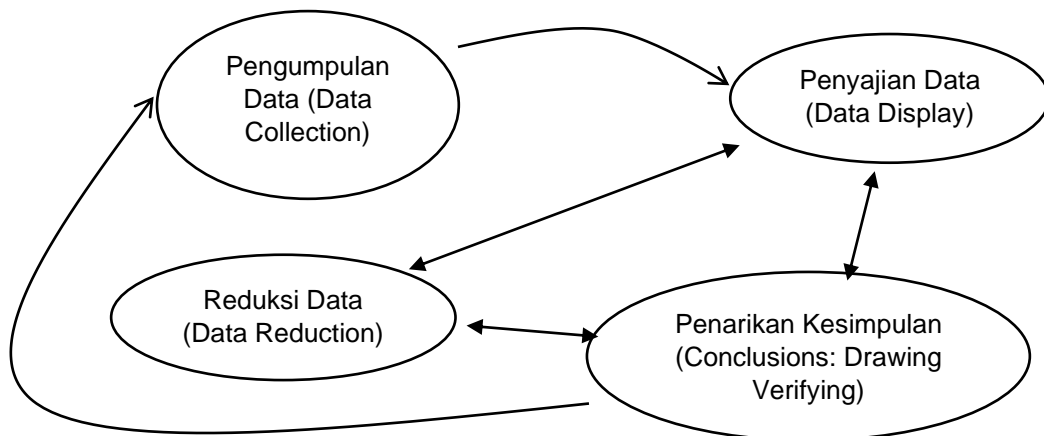 Pengumpulan
Data (Data
Collection)
Penyajian Data
(Data Display)
Reduksi Data
(Data Reduction)
Penarikan Kesimpulan
(Conclusions: Drawing
Verifying)